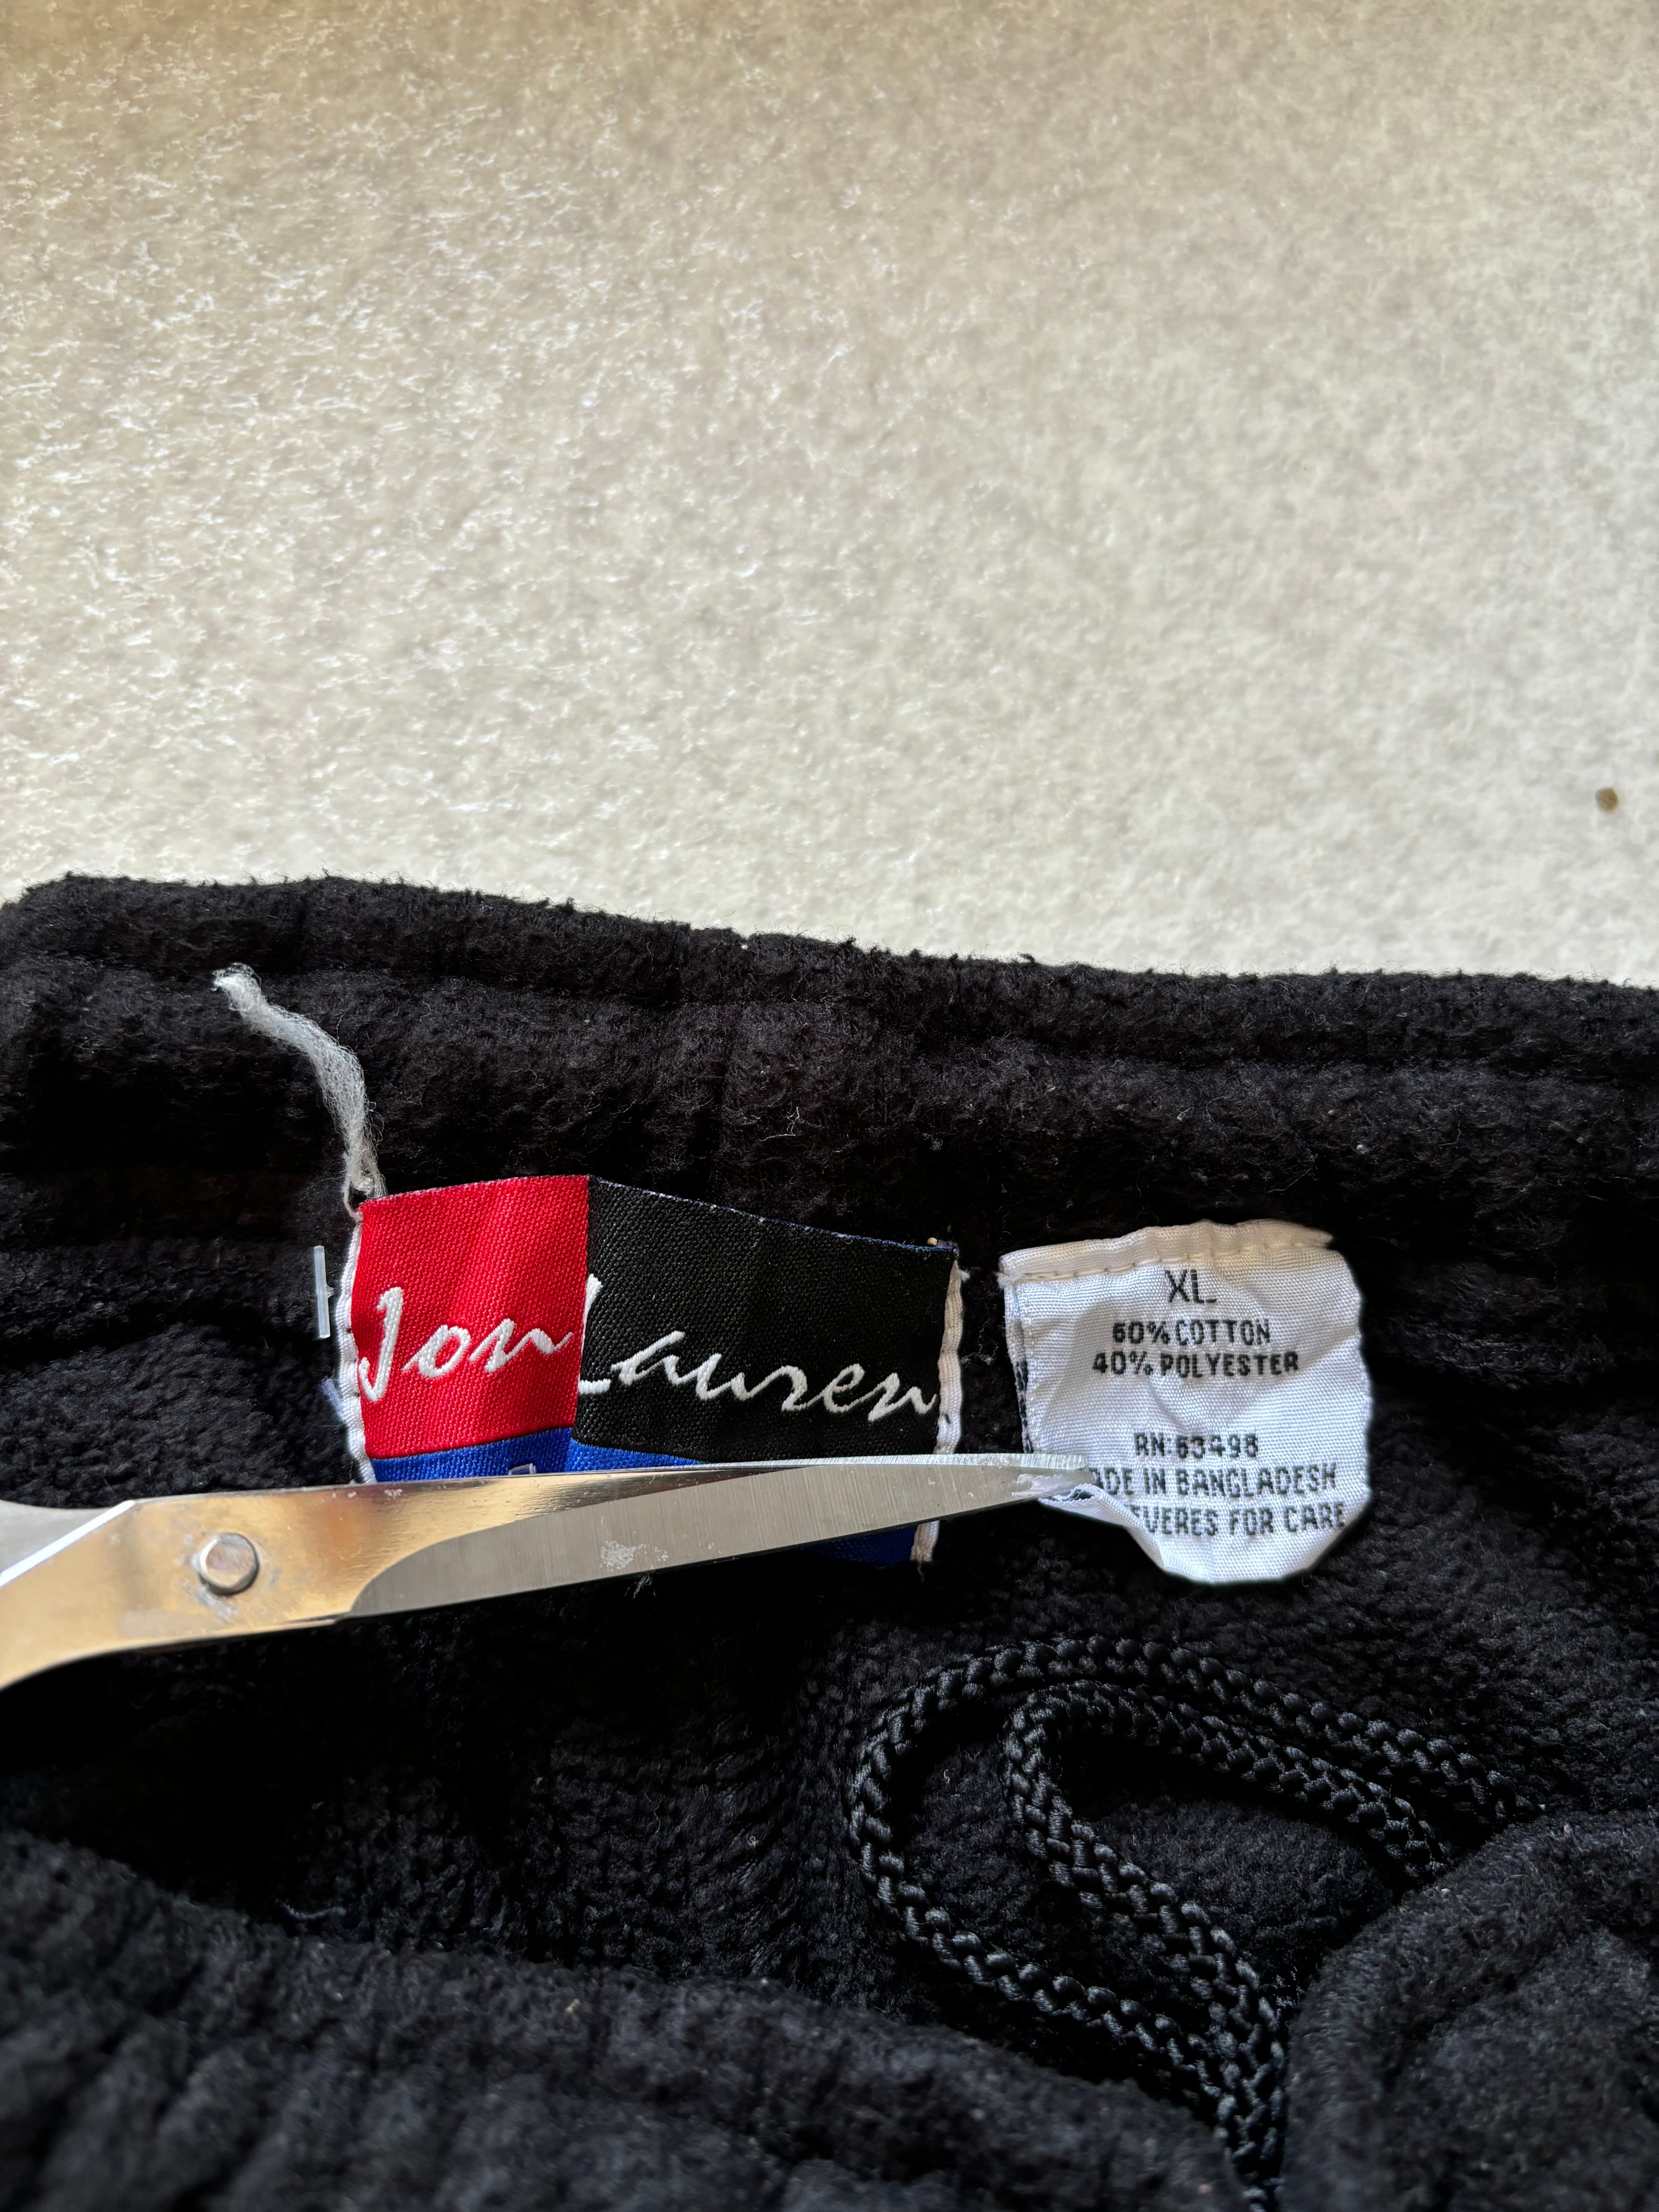 Jon Lauren
XL
60% COTTON
40% POLYESTER
RN:63498
ADE IN BANGLADESH
EVERES FOR CARE